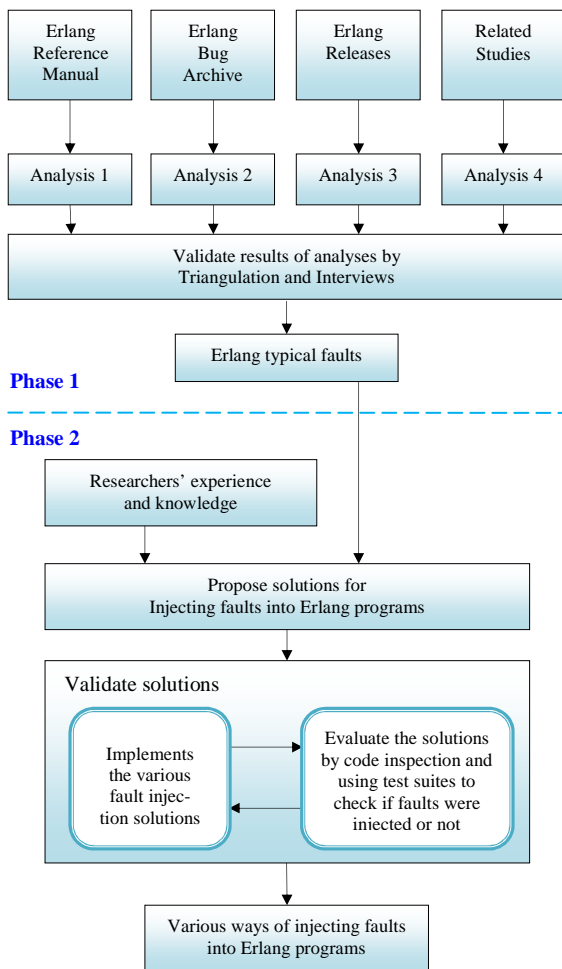 Erlang
Reference
Manual
Erlang
Bug
Archive
Erlang
Releases
Related
Studies
Analysis 1
Analysis 2
Analysis 3
Analysis 4
Validate results of analyses by
Triangulation and Interviews
Erlang typical faults
Phase 1
Phase 2
Researchers’ experience
and knowledge
Propose solutions for
Injecting faults into Erlang programs
Validate solutions
Implements
the various
fault injec-
tion solutions
Evaluate the solutions
by code inspection and
using test suites to
check if faults were
injected or not
Various ways of injecting faults
into Erlang programs